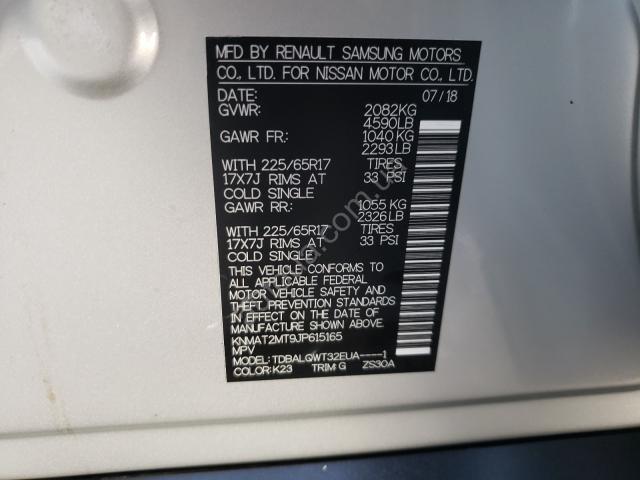 MFD BY RENAULT SAMSUNG MOTORS
CO., LTD. FOR NISSAN MOTOR CO., LTD.
DATE: 07/18
GVWR: 2082KG
4590LB
GAWR FR: 1040KG
2293LB
WITH 225/65R17 TIRES
17X7J RIMS AT 33 PSI
COLD SINGLE
GAWR RR: 1055 KG
2326LB
WITH 225/65R17 TIRES
17X7J RIMS AT 33 PSI
COLD SINGLE
THIS VEHICLE CONFORMS TO
ALL APPLICABLE FEDERAL
MOTOR VEHICLE SAFETY AND
THEFT PREVENTION STANDARDS
IN EFFECT ON THE DATE OF
MANUFACTURE SHOWN ABOVE.
KNMAT2MT9JP615165
MPV
MODEL: TDBALQWT32EUA----1
COLOR:K23 TRIM:G ZS30A